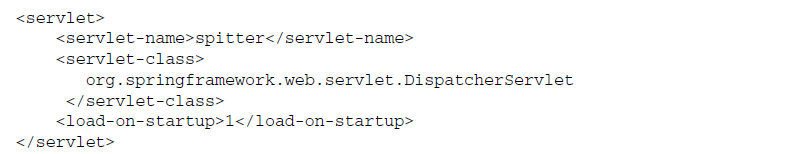 <servlet>
    <servlet-name>spitter</servlet-name>
    <servlet-class>
       org.springframework.web.servlet.DispatcherServlet
     </servlet-class>
    <load-on-startup>1</load-on-startup>
</servlet>